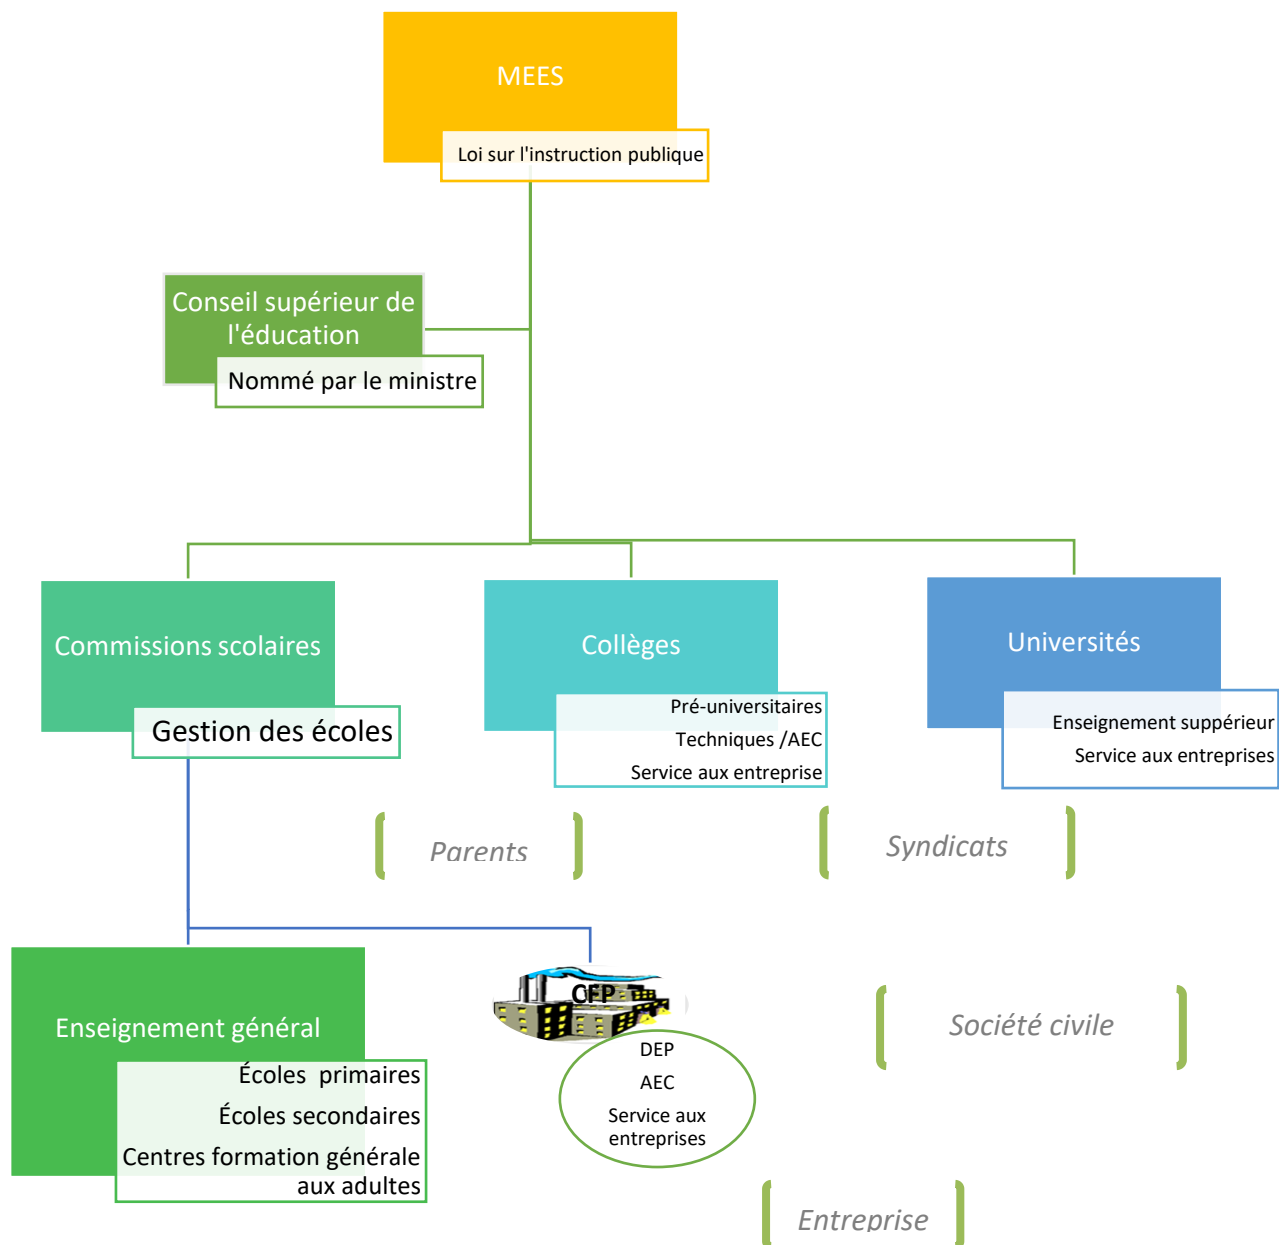 MEES
Loi sur l'instruction publique
Conseil supérieur de
l'éducation
Nommé par le ministre
Commissions scolaires
Gestion des écoles
Collèges
Pré-universitaires
Techniques /AEC
Service aux entreprise
Universités
Enseignement suppérieur
Service aux entreprises
Parents
Syndicats
Enseignement général
Écoles primaires
Écoles secondaires
Centres formation générale
aux adultes
CFP
DEP
AEC
Service aux
entreprises
Société civile
Entreprise